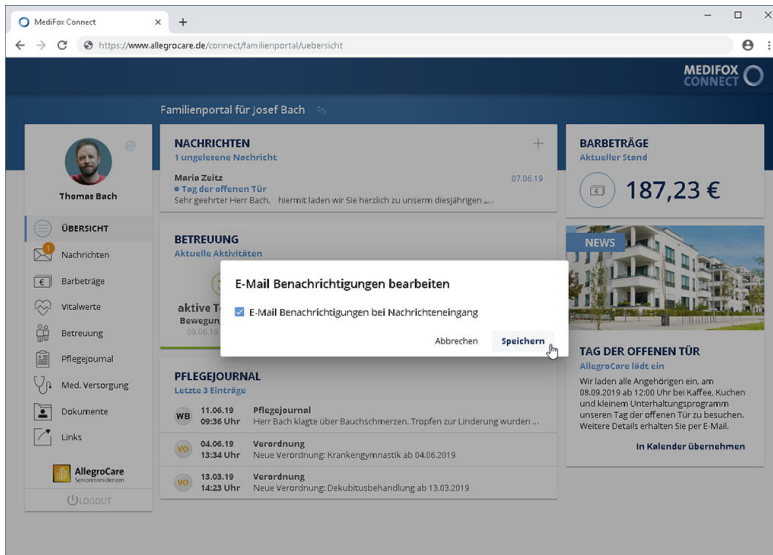 MediFox Connect
https://www.allegrocare.de/connect/familienportal/uebersicht
MEDIFOX
CONNECT
Familienportal für Josef Bach
Thomas Bach
ÜBERSICHT
Nachrichten
1
Barbeträge
Vitalwerte
Betreuung
Pflegejournal
Med. Versorgung
Dokumente
Links
AllegroCare
Seniorenresidenzen
LOGOUT
NACHRICHTEN
1 ungelesene Nachricht
Maria Zeitz
07.06.19
Tag der offenen Tür
Sehr geehrter Herr Bach, hiermit laden wir Sie herzlich zu unserm diesjährigen „...
BETREUUNG
Aktuelle Aktivitäten
aktive T
Bewegun
09.06.19
E-Mail Benachrichtigungen bearbeiten
E-Mail Benachrichtigungen bei Nachrichteneingang
Abbrechen
Speichern
PFLEGEJOURNAL
Letzte 3 Einträge
WB
11.06.19 Pflegejournal
09:36 Uhr Herr Bach klagte über Bauchschmerzen. Tropfen zur Linderung wurden ...
VO
04.06.19 Verordnung
13:34 Uhr Neue Verordnung: Krankengymnastik ab 04.06.2019
VO
13.03.19 Verordnung
14:23 Uhr Neue Verordnung: Dekubitusbehandlung ab 13.03.2019
BARBETRÄGE
Aktueller Stand
187,23 €
NEWS
TAG DER OFFENEN TÜR
AllegroCare lädt ein
Wir laden alle Angehörigen ein, am
08.09.2019 ab 12:00 Uhr bei Kaffee, Kuchen
und kleinem Unterhaltungsprogramm
unseren Tag der offenen Tür zu besuchen.
Weitere Details erhalten Sie per E-Mail.
In Kalender übernehmen